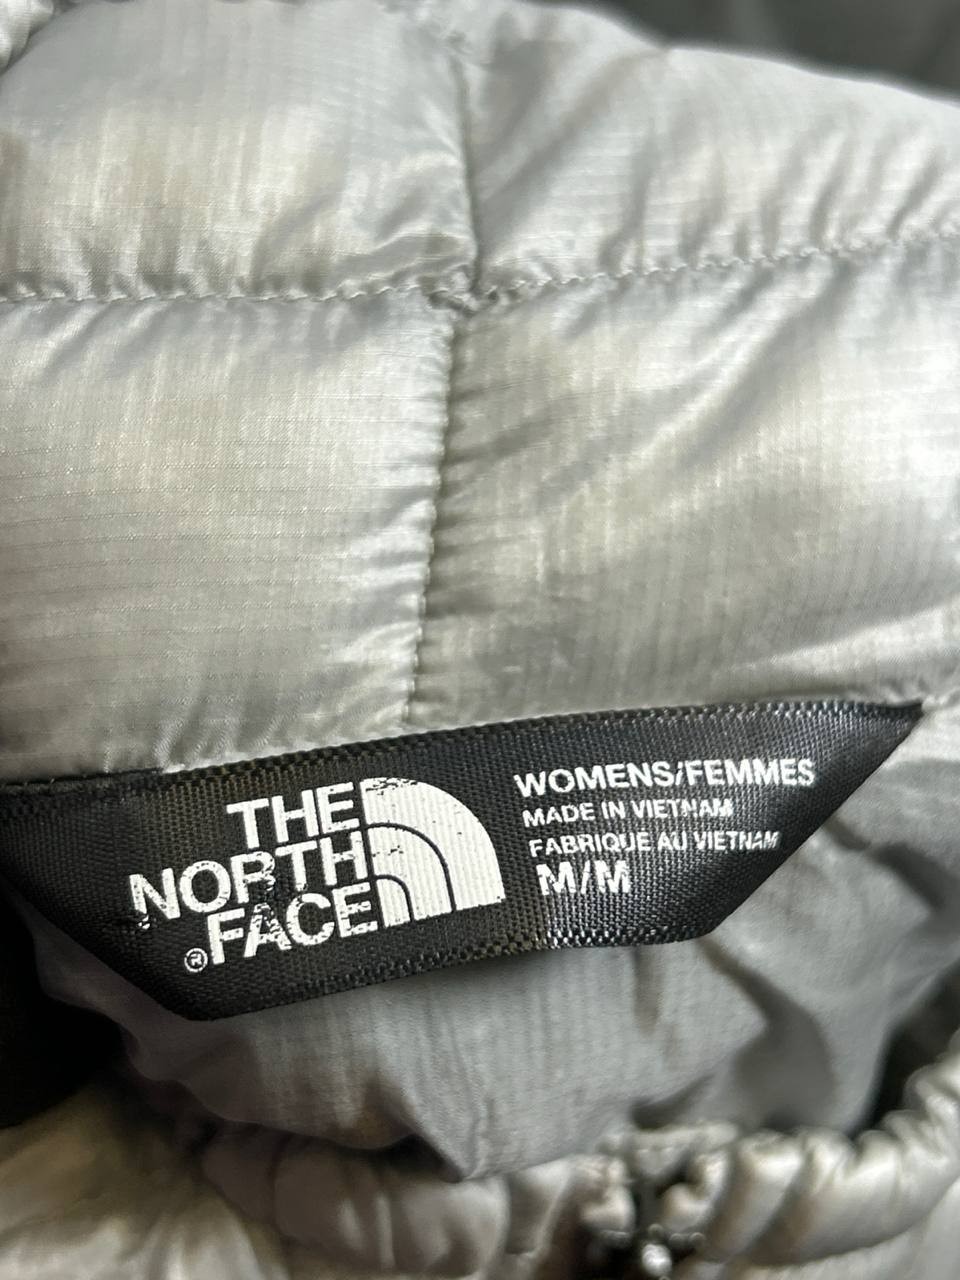 THE
NORTH
FACE
®
WOMENS/FEMMES
MADE IN VIETNAM
FABRIQUE AU VIETNAM
M/M